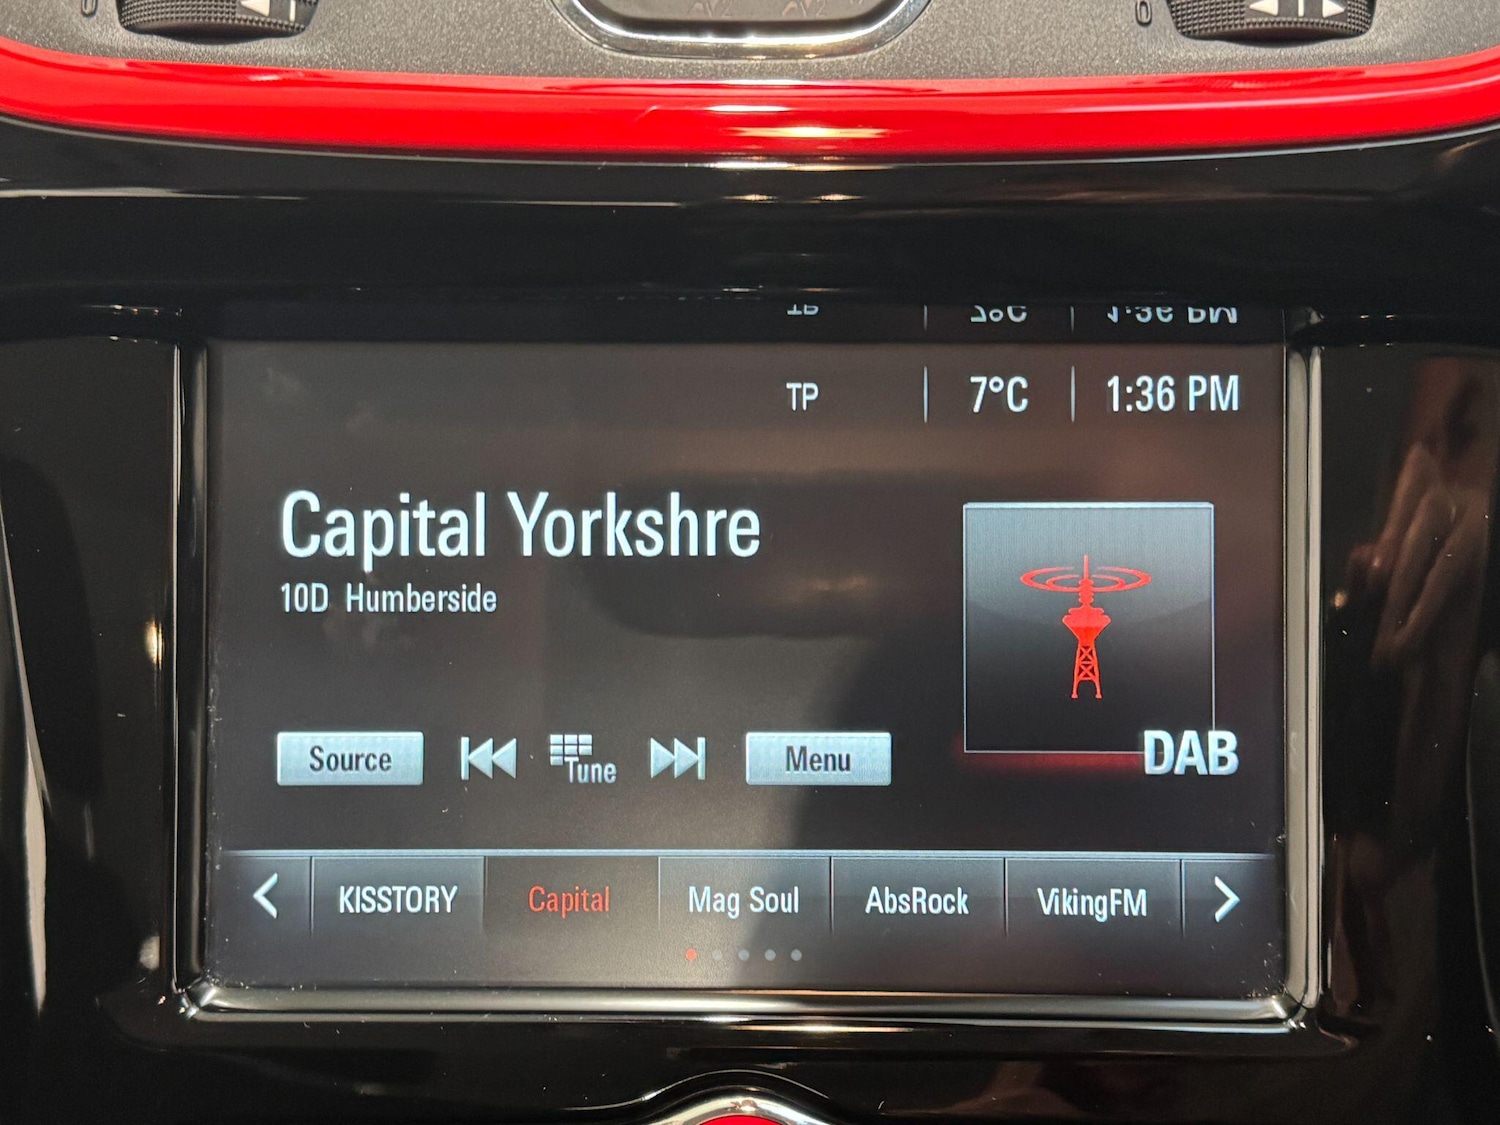 TP 7°C 1:36 PM
Capital Yorkshre
10D Humberside
Source Tune Menu
DAB
KISSTORY Capital Mag Soul AbsRock VikingFM